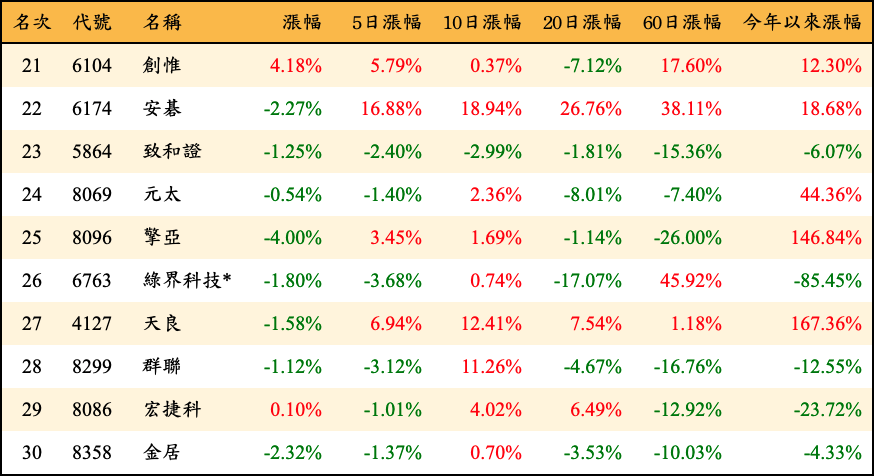 名次 代號 名稱 漲幅 5日漲幅 10日漲幅 20日漲幅 60日漲幅 今年以來漲幅
21 6104 創惟 4.18% 5.79% 0.37% -7.12% 17.60% 12.30%
22 6174 安碁 -2.27% 16.88% 18.94% 26.76% 38.11% 18.68%
23 5864 致和證 -1.25% -2.40% -2.99% -1.81% -15.36% -6.07%
24 8069 元太 -0.54% -1.40% 2.36% -8.01% -7.40% 44.36%
25 8096 擎亞 -4.00% 3.45% 1.69% -1.14% -26.00% 146.84%
26 6763 綠界科技* -1.80% -3.68% 0.74% -17.07% 45.92% -85.45%
27 4127 天良 -1.58% 6.94% 12.41% 7.54% 1.18% 167.36%
28 8299 群聯 -1.12% -3.12% 11.26% -4.67% -16.76% -12.55%
29 8086 宏捷科 0.10% -1.01% 4.02% 6.49% -12.92% -23.72%
30 8358 金居 -2.32% -1.37% 0.70% -3.53% -10.03% -4.33%